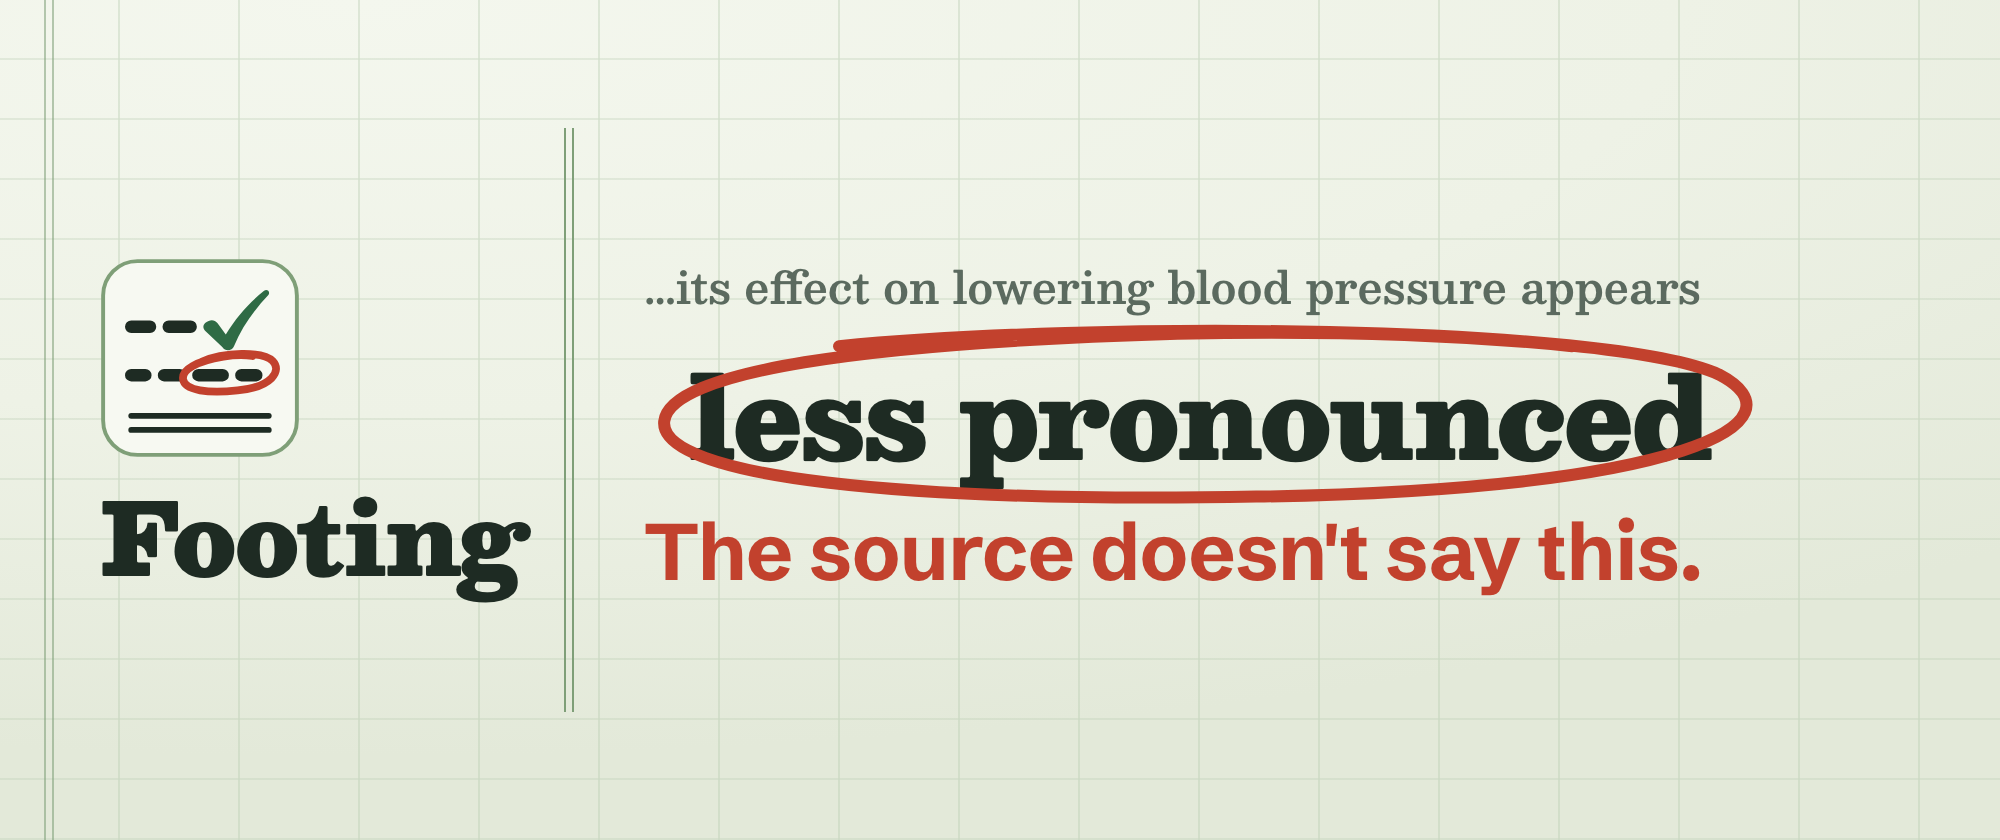 Footing
...its effect on lowering blood pressure appears
less pronounced
The source doesn't say this.